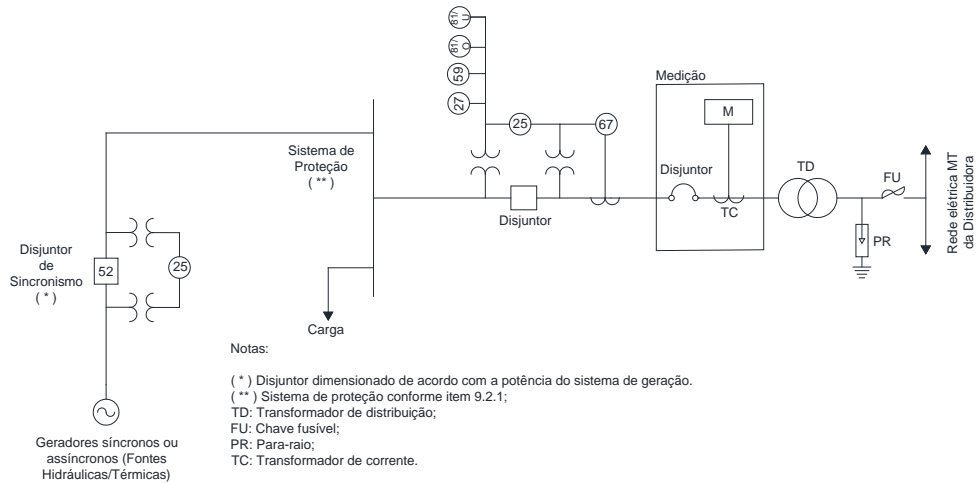 81/
U
81/
O
59
27
25
67
Medição
M
Disjuntor
TC
TD
FU
PR
Rede elétrica MT
da Distribuidora
Sistema de
Proteção
( ** )
Disjuntor
Disjuntor
de
Sincronismo
( * )
52
25
Carga
Geradores síncronos ou
assíncronos (Fontes
Hidráulicas/Térmicas)
Notas:
( * ) Disjuntor dimensionado de acordo com a potência do sistema de geração.
( ** ) Sistema de proteção conforme item 9.2.1;
TD: Transformador de distribuição;
FU: Chave fusível;
PR: Para-raio;
TC: Transformador de corrente.